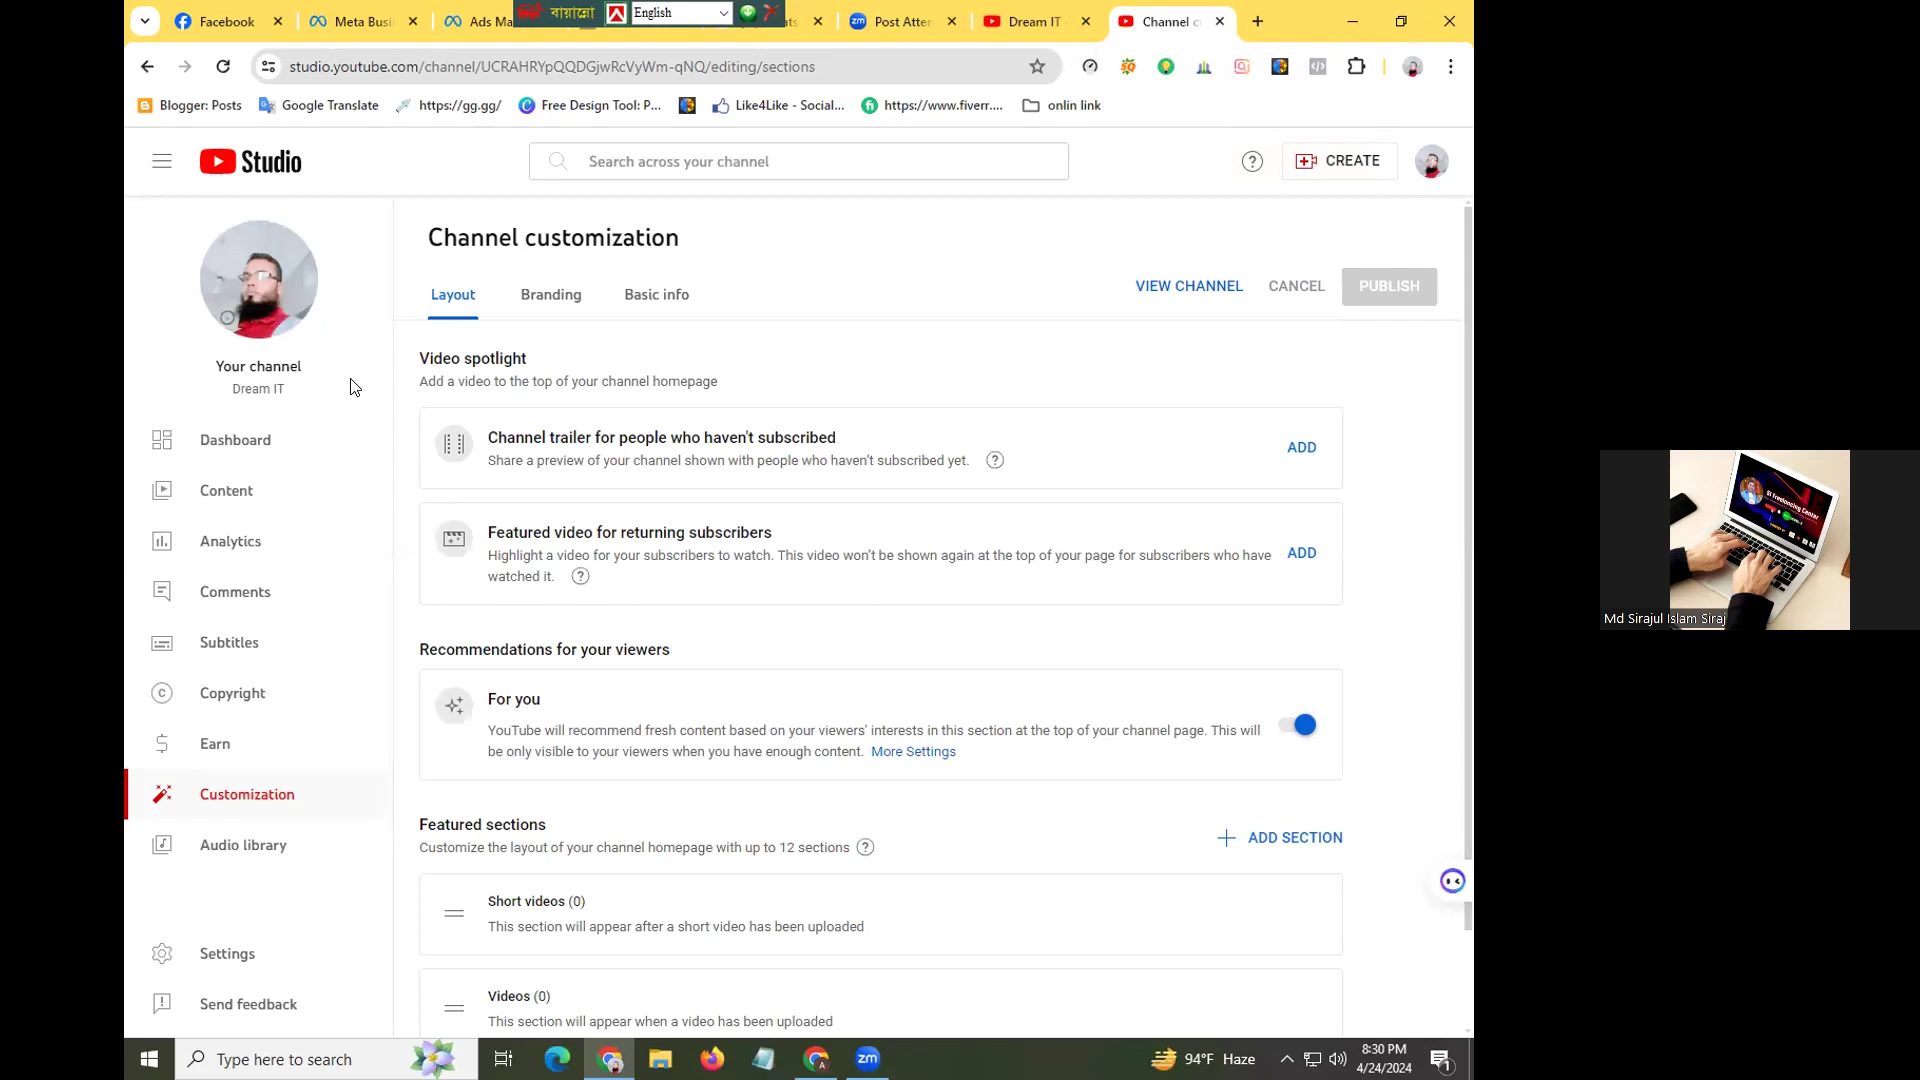 Facebook
Meta Busi
Ads Ma
বায়ান্নো
English
ats
Post Atter
Dream IT
Channel c
studio.youtube.com/channel/UCRAHRYpQQDGjwRcVyWm-qNQ/editing/sections
Blogger: Posts
Google Translate
https://gg.gg/
Free Design Tool: P...
Like4Like - Social...
https://www.fiverr....
onlin link
Studio
Search across your channel
CREATE
Channel customization
Layout
Branding
Basic info
VIEW CHANNEL
CANCEL
PUBLISH
Your channel
Dream IT
Dashboard
Content
Analytics
Comments
Subtitles
Copyright
Earn
Customization
Audio library
Settings
Send feedback
Video spotlight
Add a video to the top of your channel homepage
Channel trailer for people who haven't subscribed
Share a preview of your channel shown with people who haven't subscribed yet.
ADD
Featured video for returning subscribers
Highlight a video for your subscribers to watch. This video won't be shown again at the top of your page for subscribers who have
watched it.
ADD
Recommendations for your viewers
For you
YouTube will recommend fresh content based on your viewers' interests in this section at the top of your channel page. This will
be only visible to your viewers when you have enough content. More Settings
Featured sections
Customize the layout of your channel homepage with up to 12 sections
ADD SECTION
Short videos (0)
This section will appear after a short video has been uploaded
Videos (0)
This section will appear when a video has been uploaded
SI Freelancing Center
Md Sirajul Islam Siraj
Type here to search
zm
94°F Haze
8:30 PM
4/24/2024
1